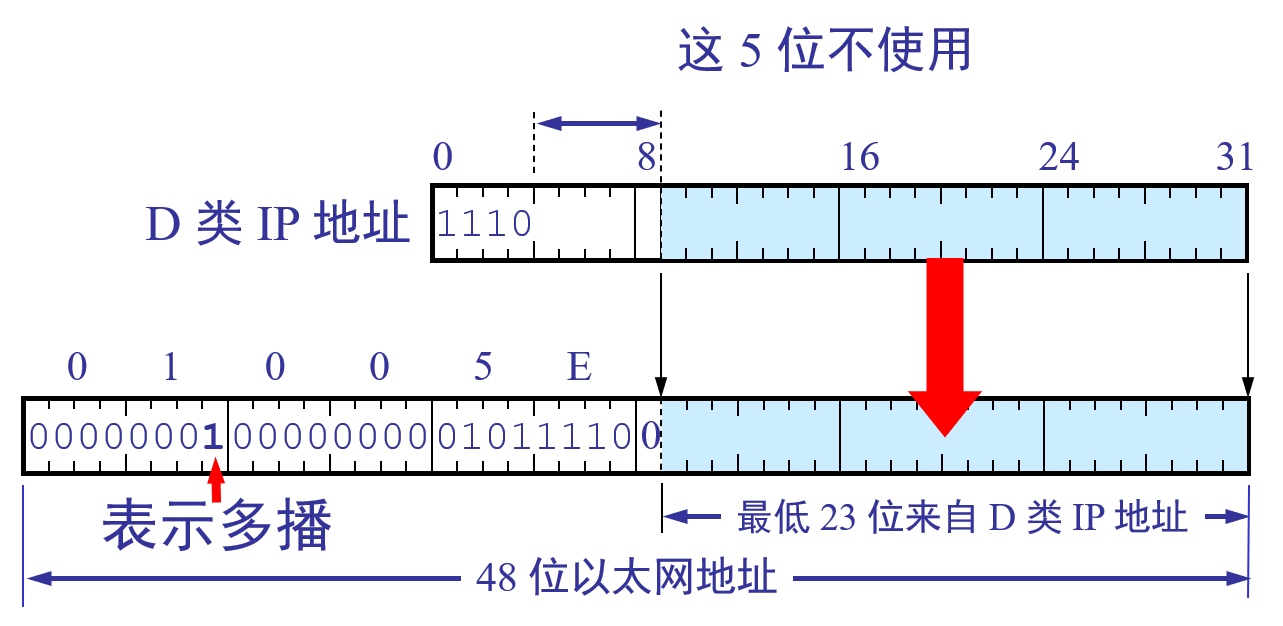 这 5 位不使用
0 8 16 24 31
D 类 IP 地址 1110
0 1 0 0 5 E
00000001 00000000 01011110 0
表示多播
最低 23 位来自 D 类 IP 地址
48 位以太网地址